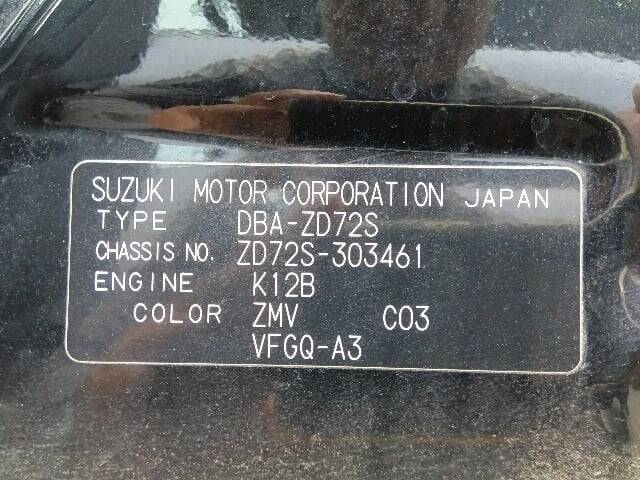 SUZUKI MOTOR CORPORATION JAPAN
TYPE DBA-ZD72S
CHASSIS NO. ZD72S-303461
ENGINE K12B
COLOR ZMV C03
VFGQ-A3